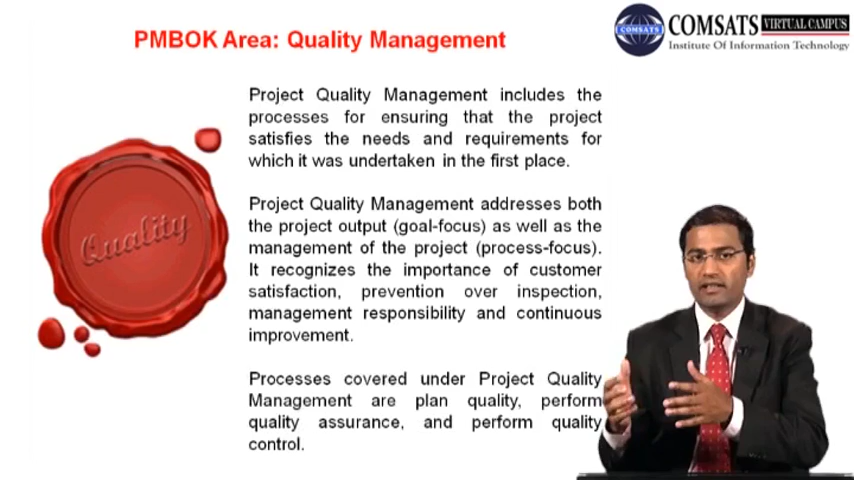 PMBOK Area: Quality Management
COMSATS
COMSATS VIRTUAL CAMPUS
Institute Of Information Technology
Project Quality Management includes the
processes for ensuring that the project
satisfies the needs and requirements for
which it was undertaken in the first place.
Quality
Project Quality Management addresses both
the project output (goal-focus) as well as the
management of the project (process-focus).
It recognizes the importance of customer
satisfaction, prevention over inspection,
management responsibility and continuous
improvement.
Processes covered under Project Quality
Management are plan quality, perform
quality assurance, and perform quality
control.